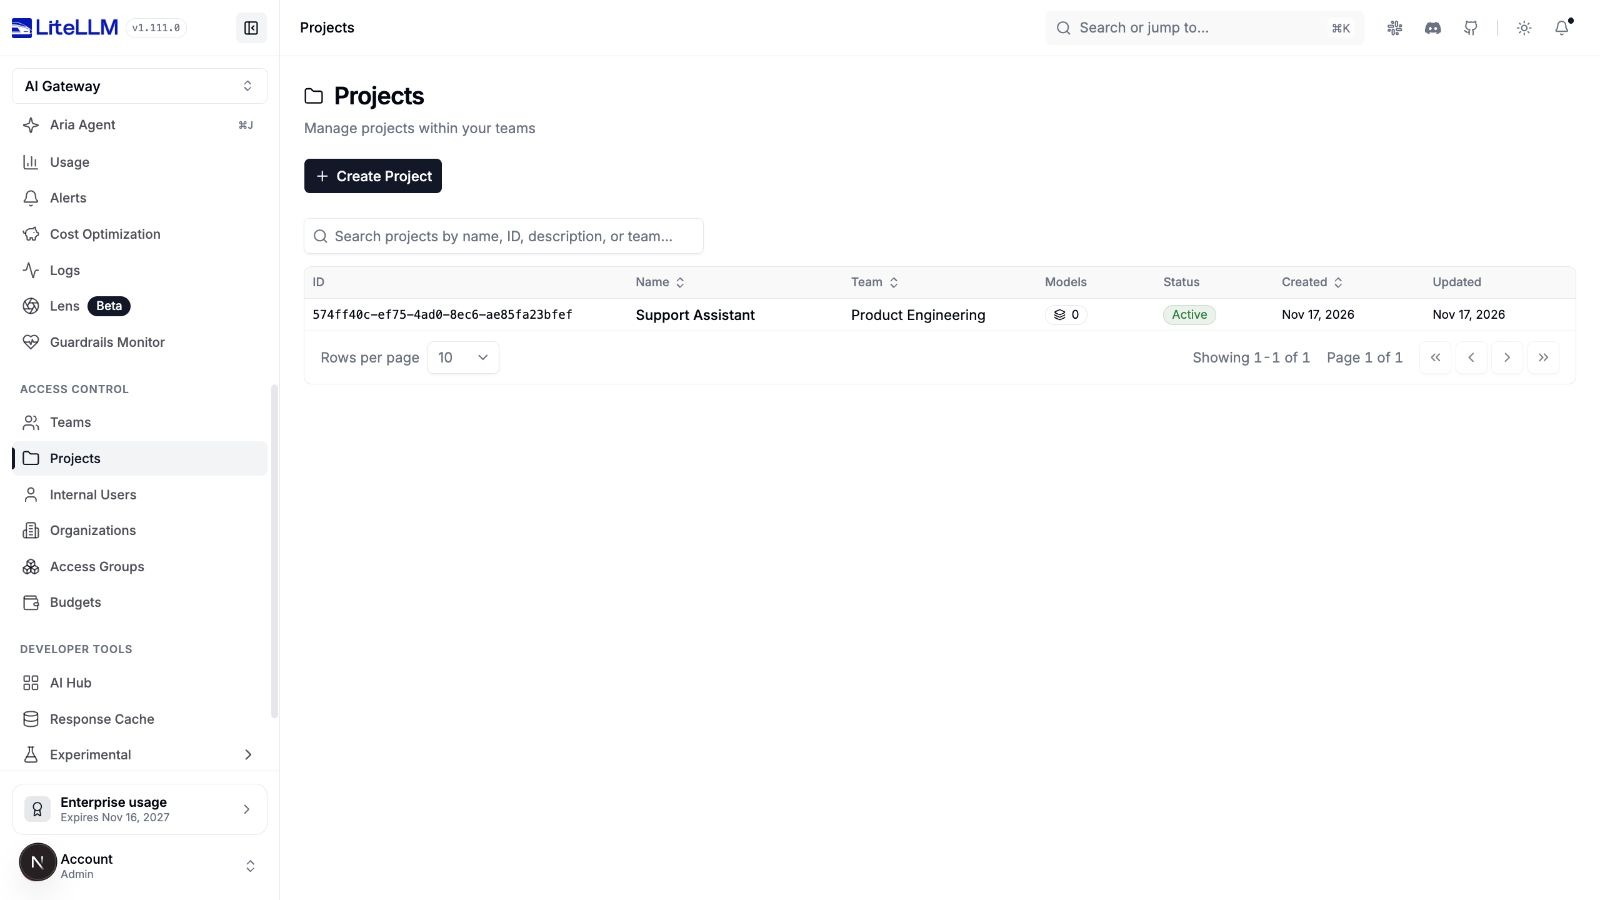 LiteLLM v1.111.0
Projects
Search or jump to... ⌘K
AI Gateway
Aria Agent ⌘J
Usage
Alerts
Cost Optimization
Logs
Lens Beta
Guardrails Monitor
ACCESS CONTROL
Teams
Projects
Internal Users
Organizations
Access Groups
Budgets
DEVELOPER TOOLS
AI Hub
Response Cache
Experimental
Enterprise usage
Expires Nov 16, 2027
N
Account
Admin
Projects
Manage projects within your teams
+ Create Project
Search projects by name, ID, description, or team...
ID Name Team Models Status Created Updated
574ff40c-ef75-4ad0-8ec6-ae85fa23bfef Support Assistant Product Engineering 0 Active Nov 17, 2026 Nov 17, 2026
Rows per page 10 Showing 1-1 of 1 Page 1 of 1